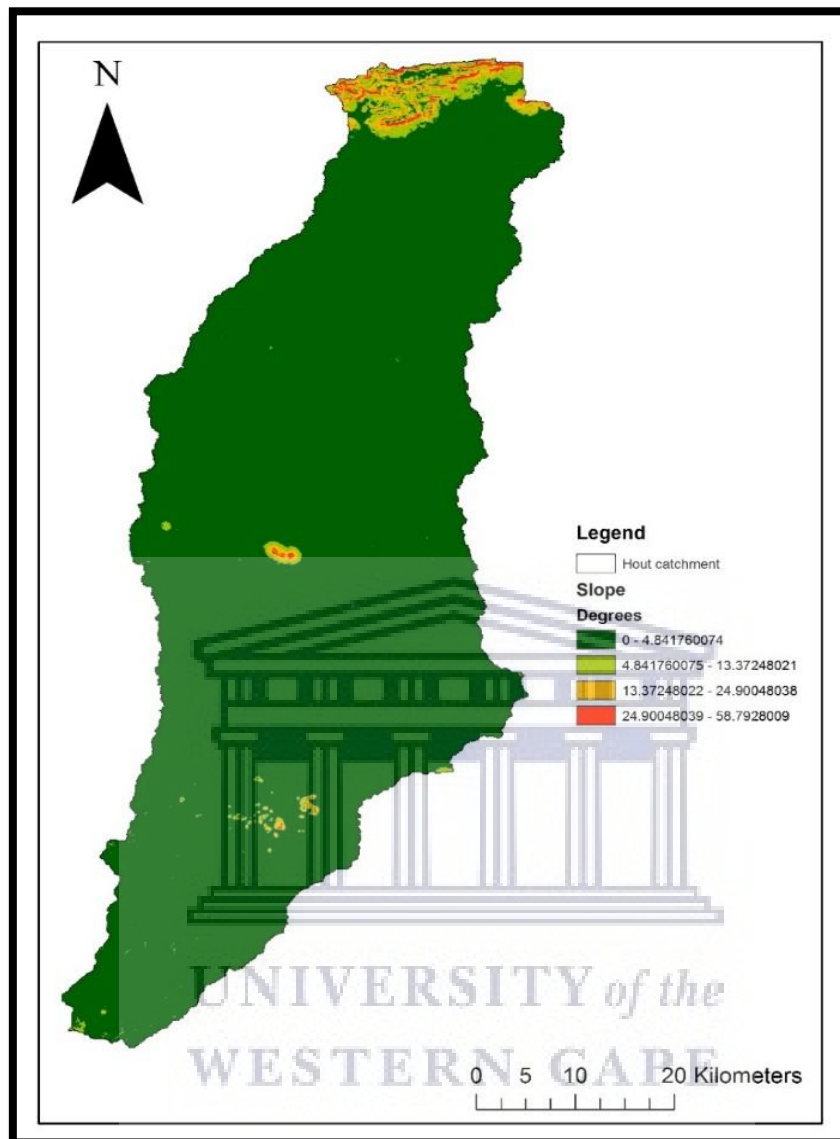 N
Legend
Hout catchment
Slope
Degrees
0 - 4.841760074
4.841760075 - 13.37248021
13.37248022 - 24.90048038
24.90048039 - 58.7928009
UNIVERSITY of the
WESTERN CAPE
0 5 10 20 Kilometers